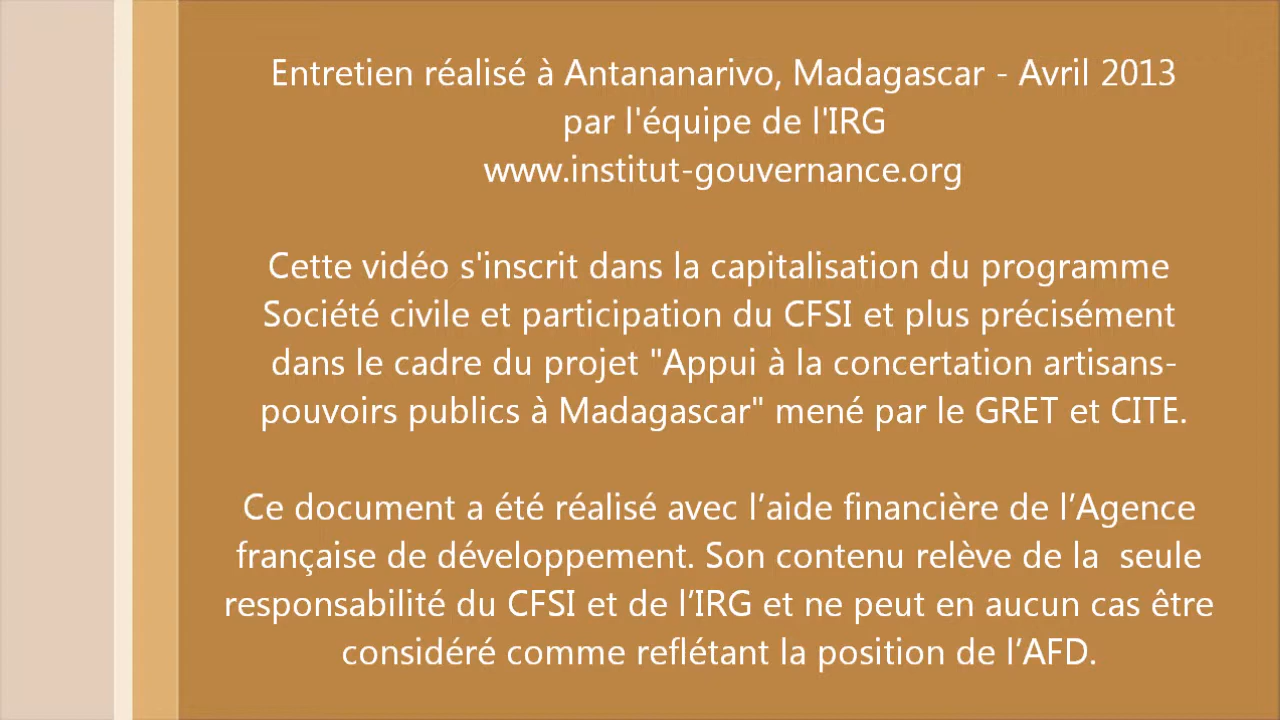 Entretien réalisé à Antananarivo, Madagascar - Avril 2013
par l'équipe de l'IRG
www.institut-gouvernance.org
Cette vidéo s'inscrit dans la capitalisation du programme
Société civile et participation du CFSI et plus précisément
dans le cadre du projet "Appui à la concertation artisans-
pouvoirs publics à Madagascar" mené par le GRET et CITE.
Ce document a été réalisé avec l’aide financière de l’Agence
française de développement. Son contenu relève de la  seule
responsabilité du CFSI et de l’IRG et ne peut en aucun cas être
considéré comme reflétant la position de l’AFD.